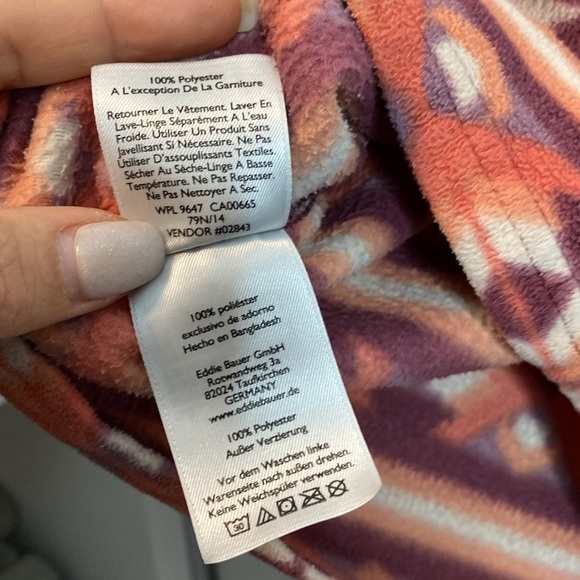 100% Polyester
A L'exception De La Garniture
Retourner Le Vêtement. Laver En
Lave-Linge Séparément A L'eau
Froide. Utiliser Un Produit Sans
Javellisant Si Nécessaire. Ne Pas
Utiliser D'assouplissants Textiles.
Sécher Au Sèche-Linge A Basse
Température. Ne Pas Repasser.
Ne Pas Nettoyer A Sec.
WPL 9647 CA00665
79N/14
VENDOR #02843
100% poliéster
exclusivo de adorno
Hecho en Bangladesh
Eddie Bauer GmbH
Rotwandweg 3a
82024 Taufkirchen
GERMANY
www.eddiebauer.de
100% Polyester
Außer Verzierung
Vor dem Waschen linke
Warenseite nach außen drehen.
Keine Weichspüler verwenden.
30